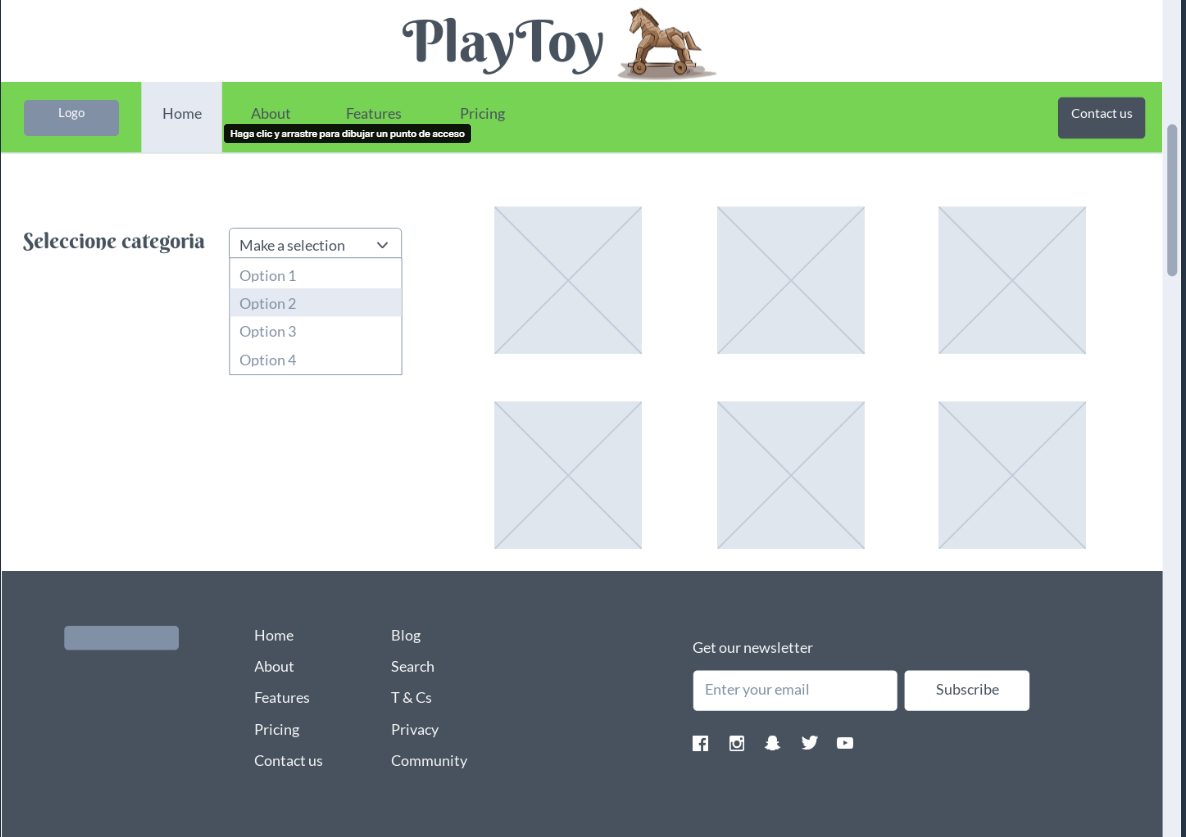 PlayToy
Logo
Home
About
Features
Pricing
Contact us
Haga clic y arrastre para dibujar un punto de acceso
Seleccione categoria
Make a selection
Option 1
Option 2
Option 3
Option 4
Home
About
Features
Pricing
Contact us
Blog
Search
T & Cs
Privacy
Community
Get our newsletter
Enter your email
Subscribe